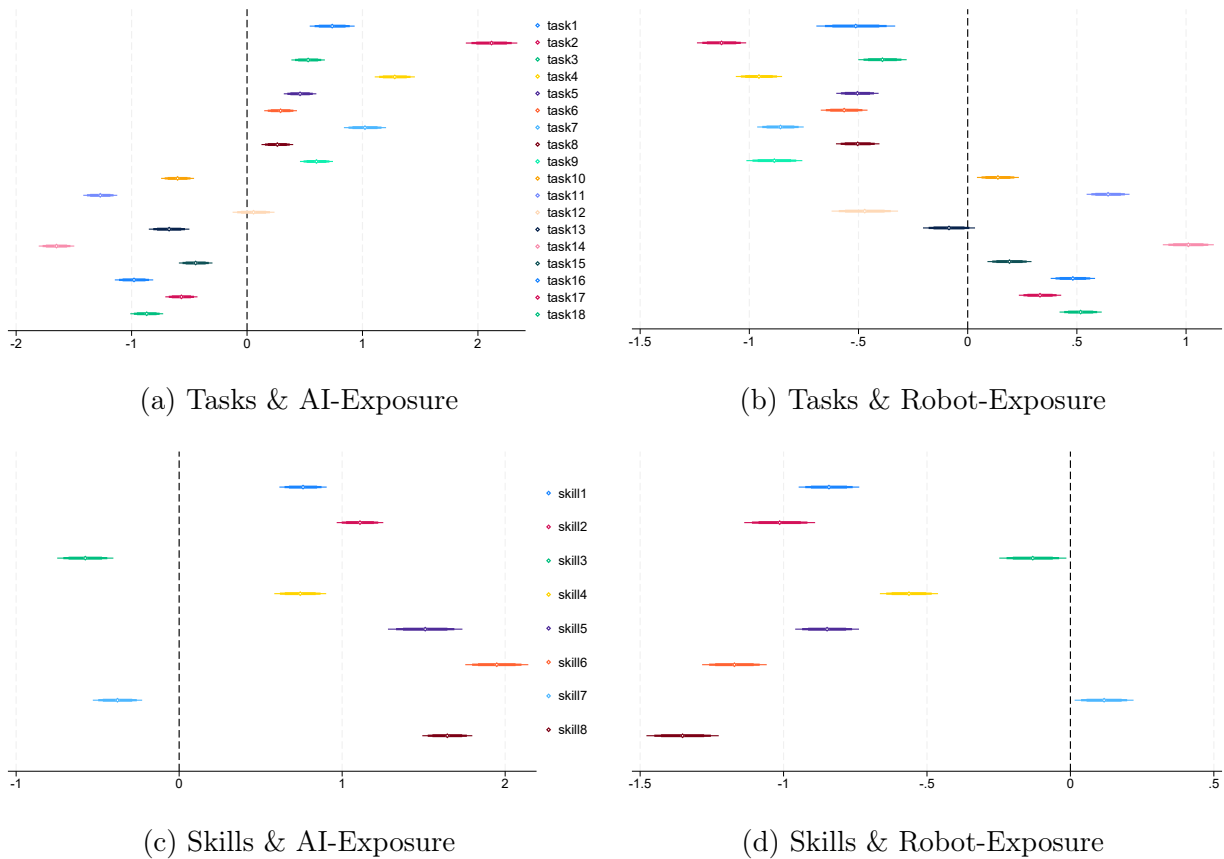 task1
task2
task3
task4
task5
task6
task7
task8
task9
task10
task11
task12
task13
task14
task15
task16
task17
task18
-2 -1 0 1 2
-1.5 -1 -.5 0 .5 1
(a) Tasks & AI-Exposure
(b) Tasks & Robot-Exposure
skill1
skill2
skill3
skill4
skill5
skill6
skill7
skill8
-1 0 1 2
-1.5 -1 -.5 0 .5
(c) Skills & AI-Exposure
(d) Skills & Robot-Exposure